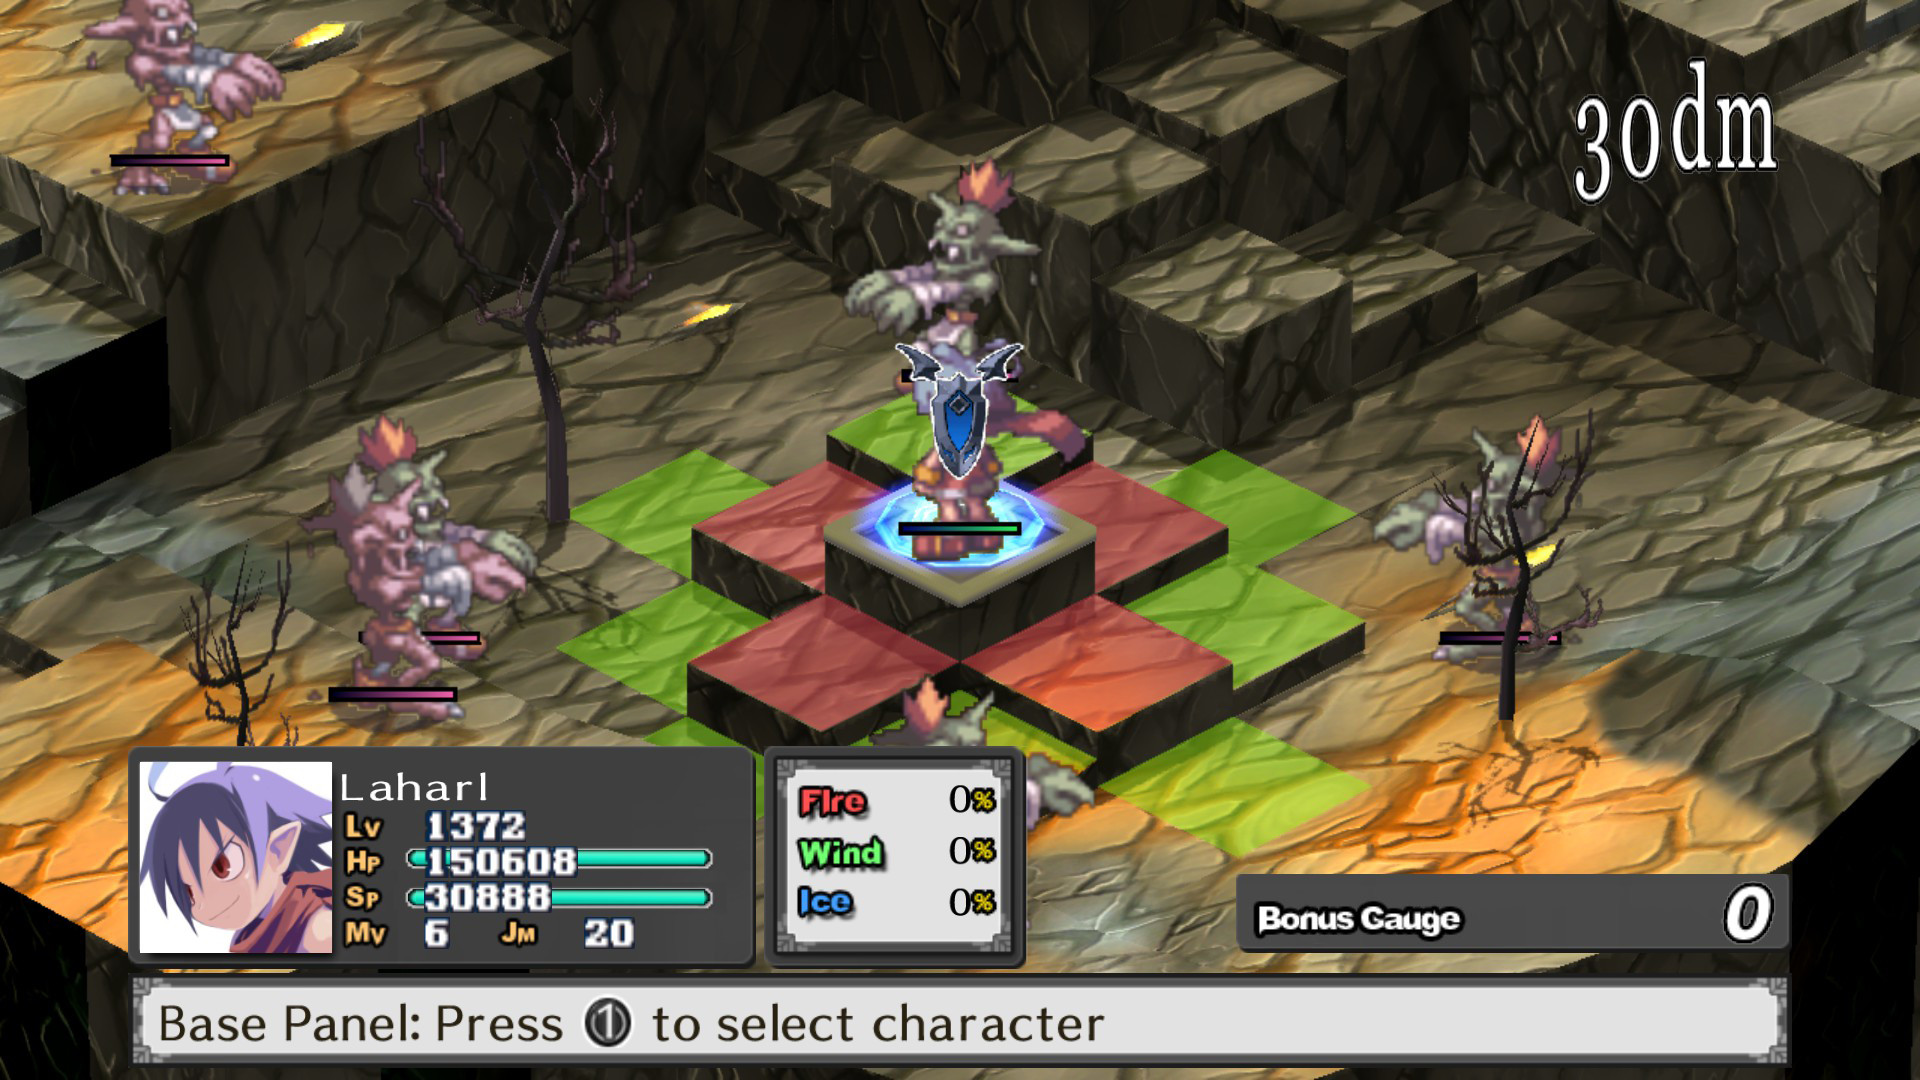 30dm
Laharl
Lv 1372
Hp 150608
Sp 30888
Mv 6 Jm 20
Fire 0%
Wind 0%
Ice 0%
Bonus Gauge 0
Base Panel: Press 1 to select character